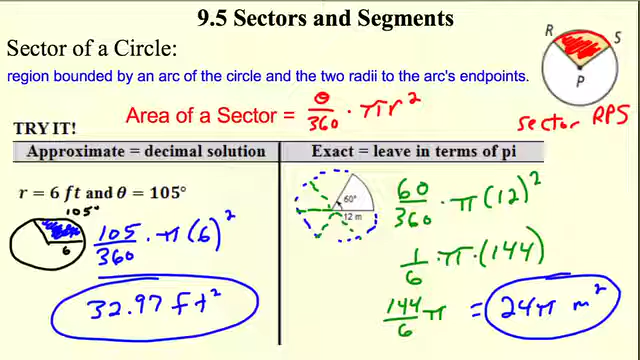 9.5 Sectors and Segments
Sector of a Circle:
region bounded by an arc of the circle and the two radii to the arc's endpoints.
R S
P
sector RPS
Area of a Sector = θ/360 · πr²
TRY IT!
Approximate = decimal solution
r = 6 ft and θ = 105°
105°
6
105/360 · π(6)²
32.97 ft²
Exact = leave in terms of pi
60°
12 m
60/360 · π(12)²
1/6 · π · (144)
144/6 π = 24π m²